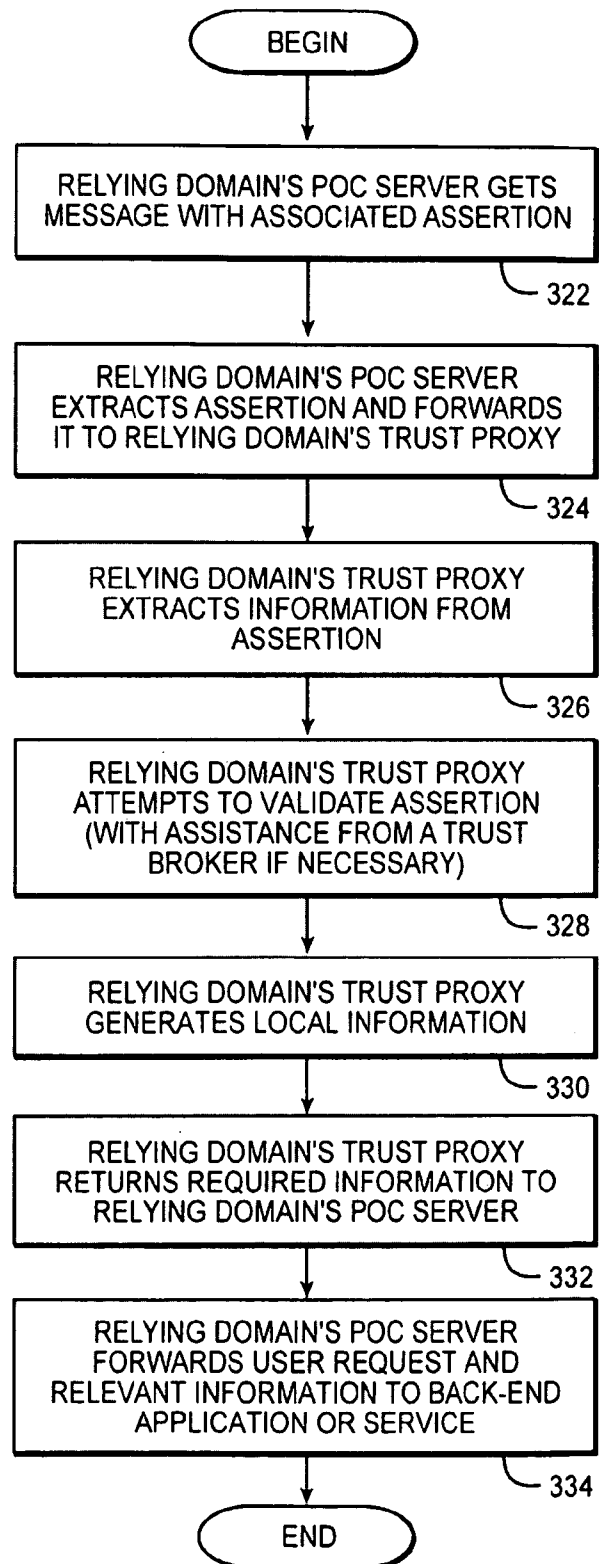 BEGIN
RELYING DOMAIN'S POC SERVER GETS
MESSAGE WITH ASSOCIATED ASSERTION
322
RELYING DOMAIN'S POC SERVER
EXTRACTS ASSERTION AND FORWARDS
IT TO RELYING DOMAIN'S TRUST PROXY
324
RELYING DOMAIN'S TRUST PROXY
EXTRACTS INFORMATION FROM
ASSERTION
326
RELYING DOMAIN'S TRUST PROXY
ATTEMPTS TO VALIDATE ASSERTION
(WITH ASSISTANCE FROM A TRUST
BROKER IF NECESSARY)
328
RELYING DOMAIN'S TRUST PROXY
GENERATES LOCAL INFORMATION
330
RELYING DOMAIN'S TRUST PROXY
RETURNS REQUIRED INFORMATION TO
RELYING DOMAIN'S POC SERVER
332
RELYING DOMAIN'S POC SERVER
FORWARDS USER REQUEST AND
RELEVANT INFORMATION TO BACK-END
APPLICATION OR SERVICE
334
END